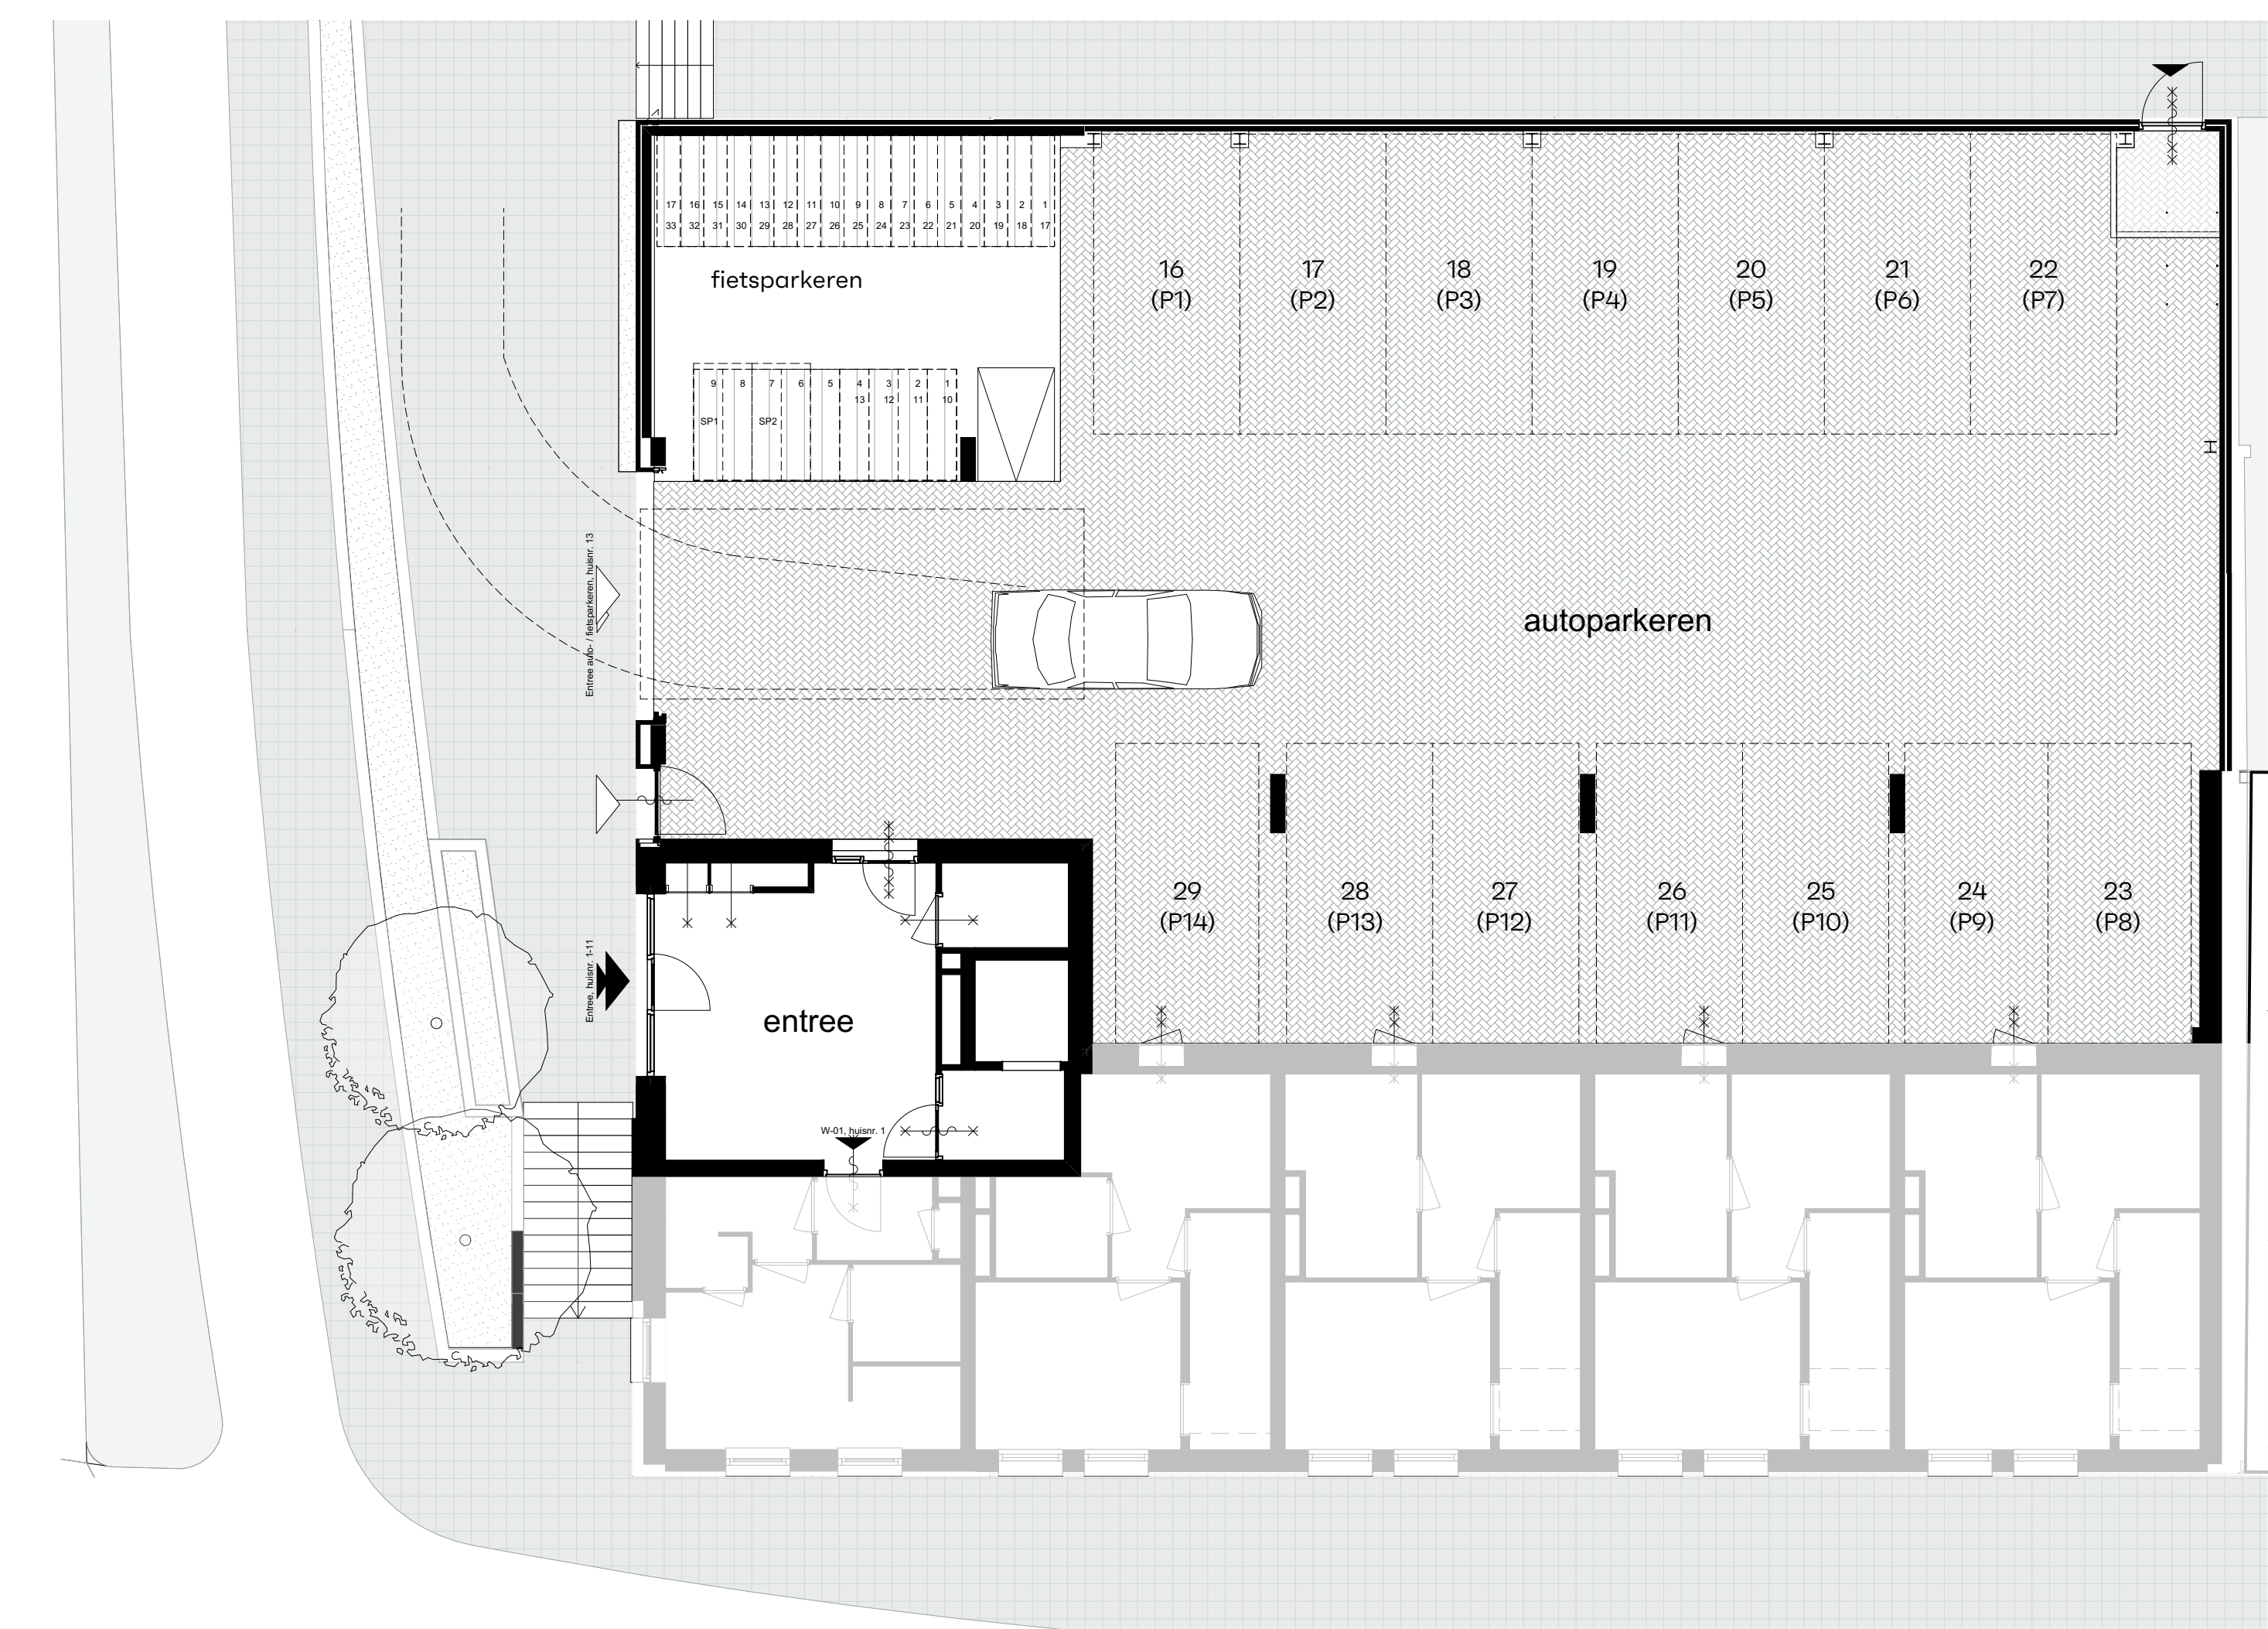 17 16 15 14 13 12 11 10 9 8 7 6 5 4 3 2 1
33 32 31 30 29 28 27 26 25 24 23 22 21 20 19 18 17
fietsparkeren
16 17 18 19 20 21 22
(P1) (P2) (P3) (P4) (P5) (P6) (P7)
9 8 7 6 5 4 3 2 1
13 12 11 10
SP1 SP2
Entree auto- / fietsparkeren, huisnr. 13
autoparkeren
29 28 27 26 25 24 23
(P14) (P13) (P12) (P11) (P10) (P9) (P8)
Entree, huisnr. 1-11
entree
W-01, huisnr. 1